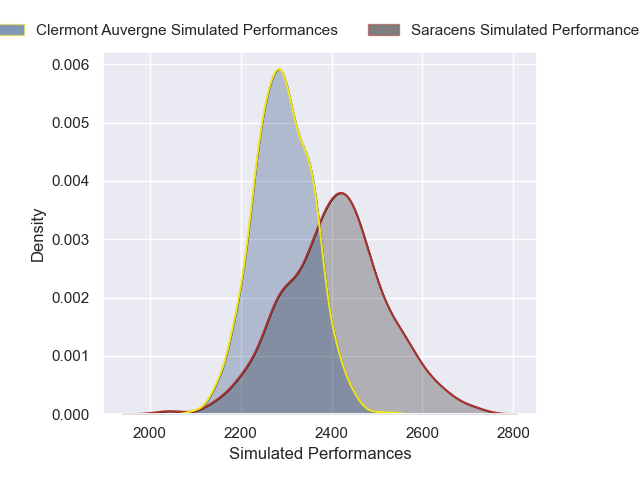 Clermont Auvergne Simulated Performances Saracens Simulated Performance
0.006
0.005
0.004
0.003
0.002
0.001
0.000
Density
2000 2200 2400 2600 2800
Simulated Performances